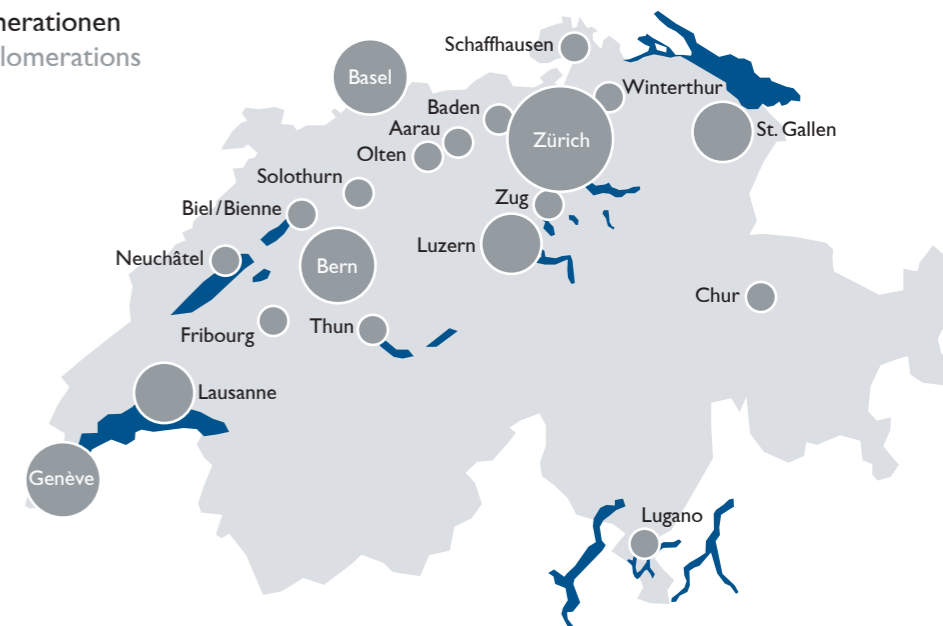 nerationen
lomerations
Schaffhausen
Basel
Winterthur
Baden
St. Gallen
Aarau
Zürich
Olten
Solothurn
Zug
Biel/Bienne
Luzern
Neuchâtel
Bern
Chur
Thun
Fribourg
Lausanne
Genève
Lugano